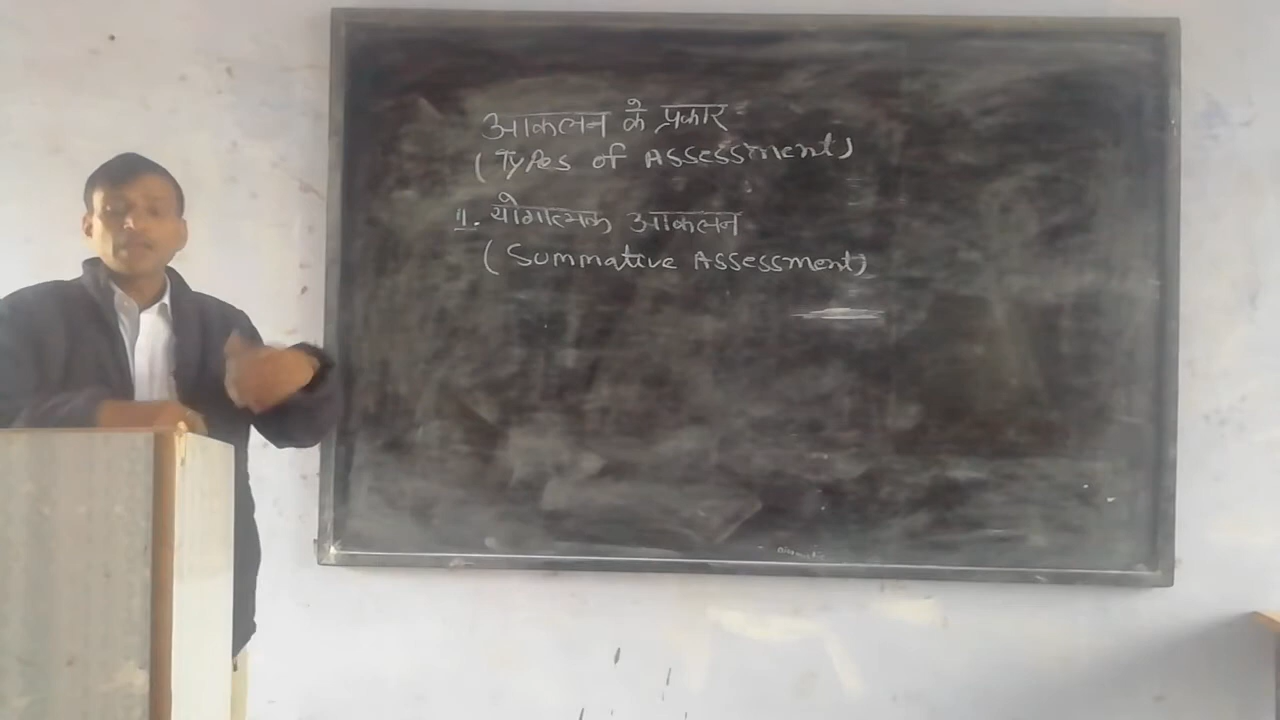 आकलन के प्रकार
(Types of Assessment)
1. योगात्मक आकलन
(Summative Assessment)